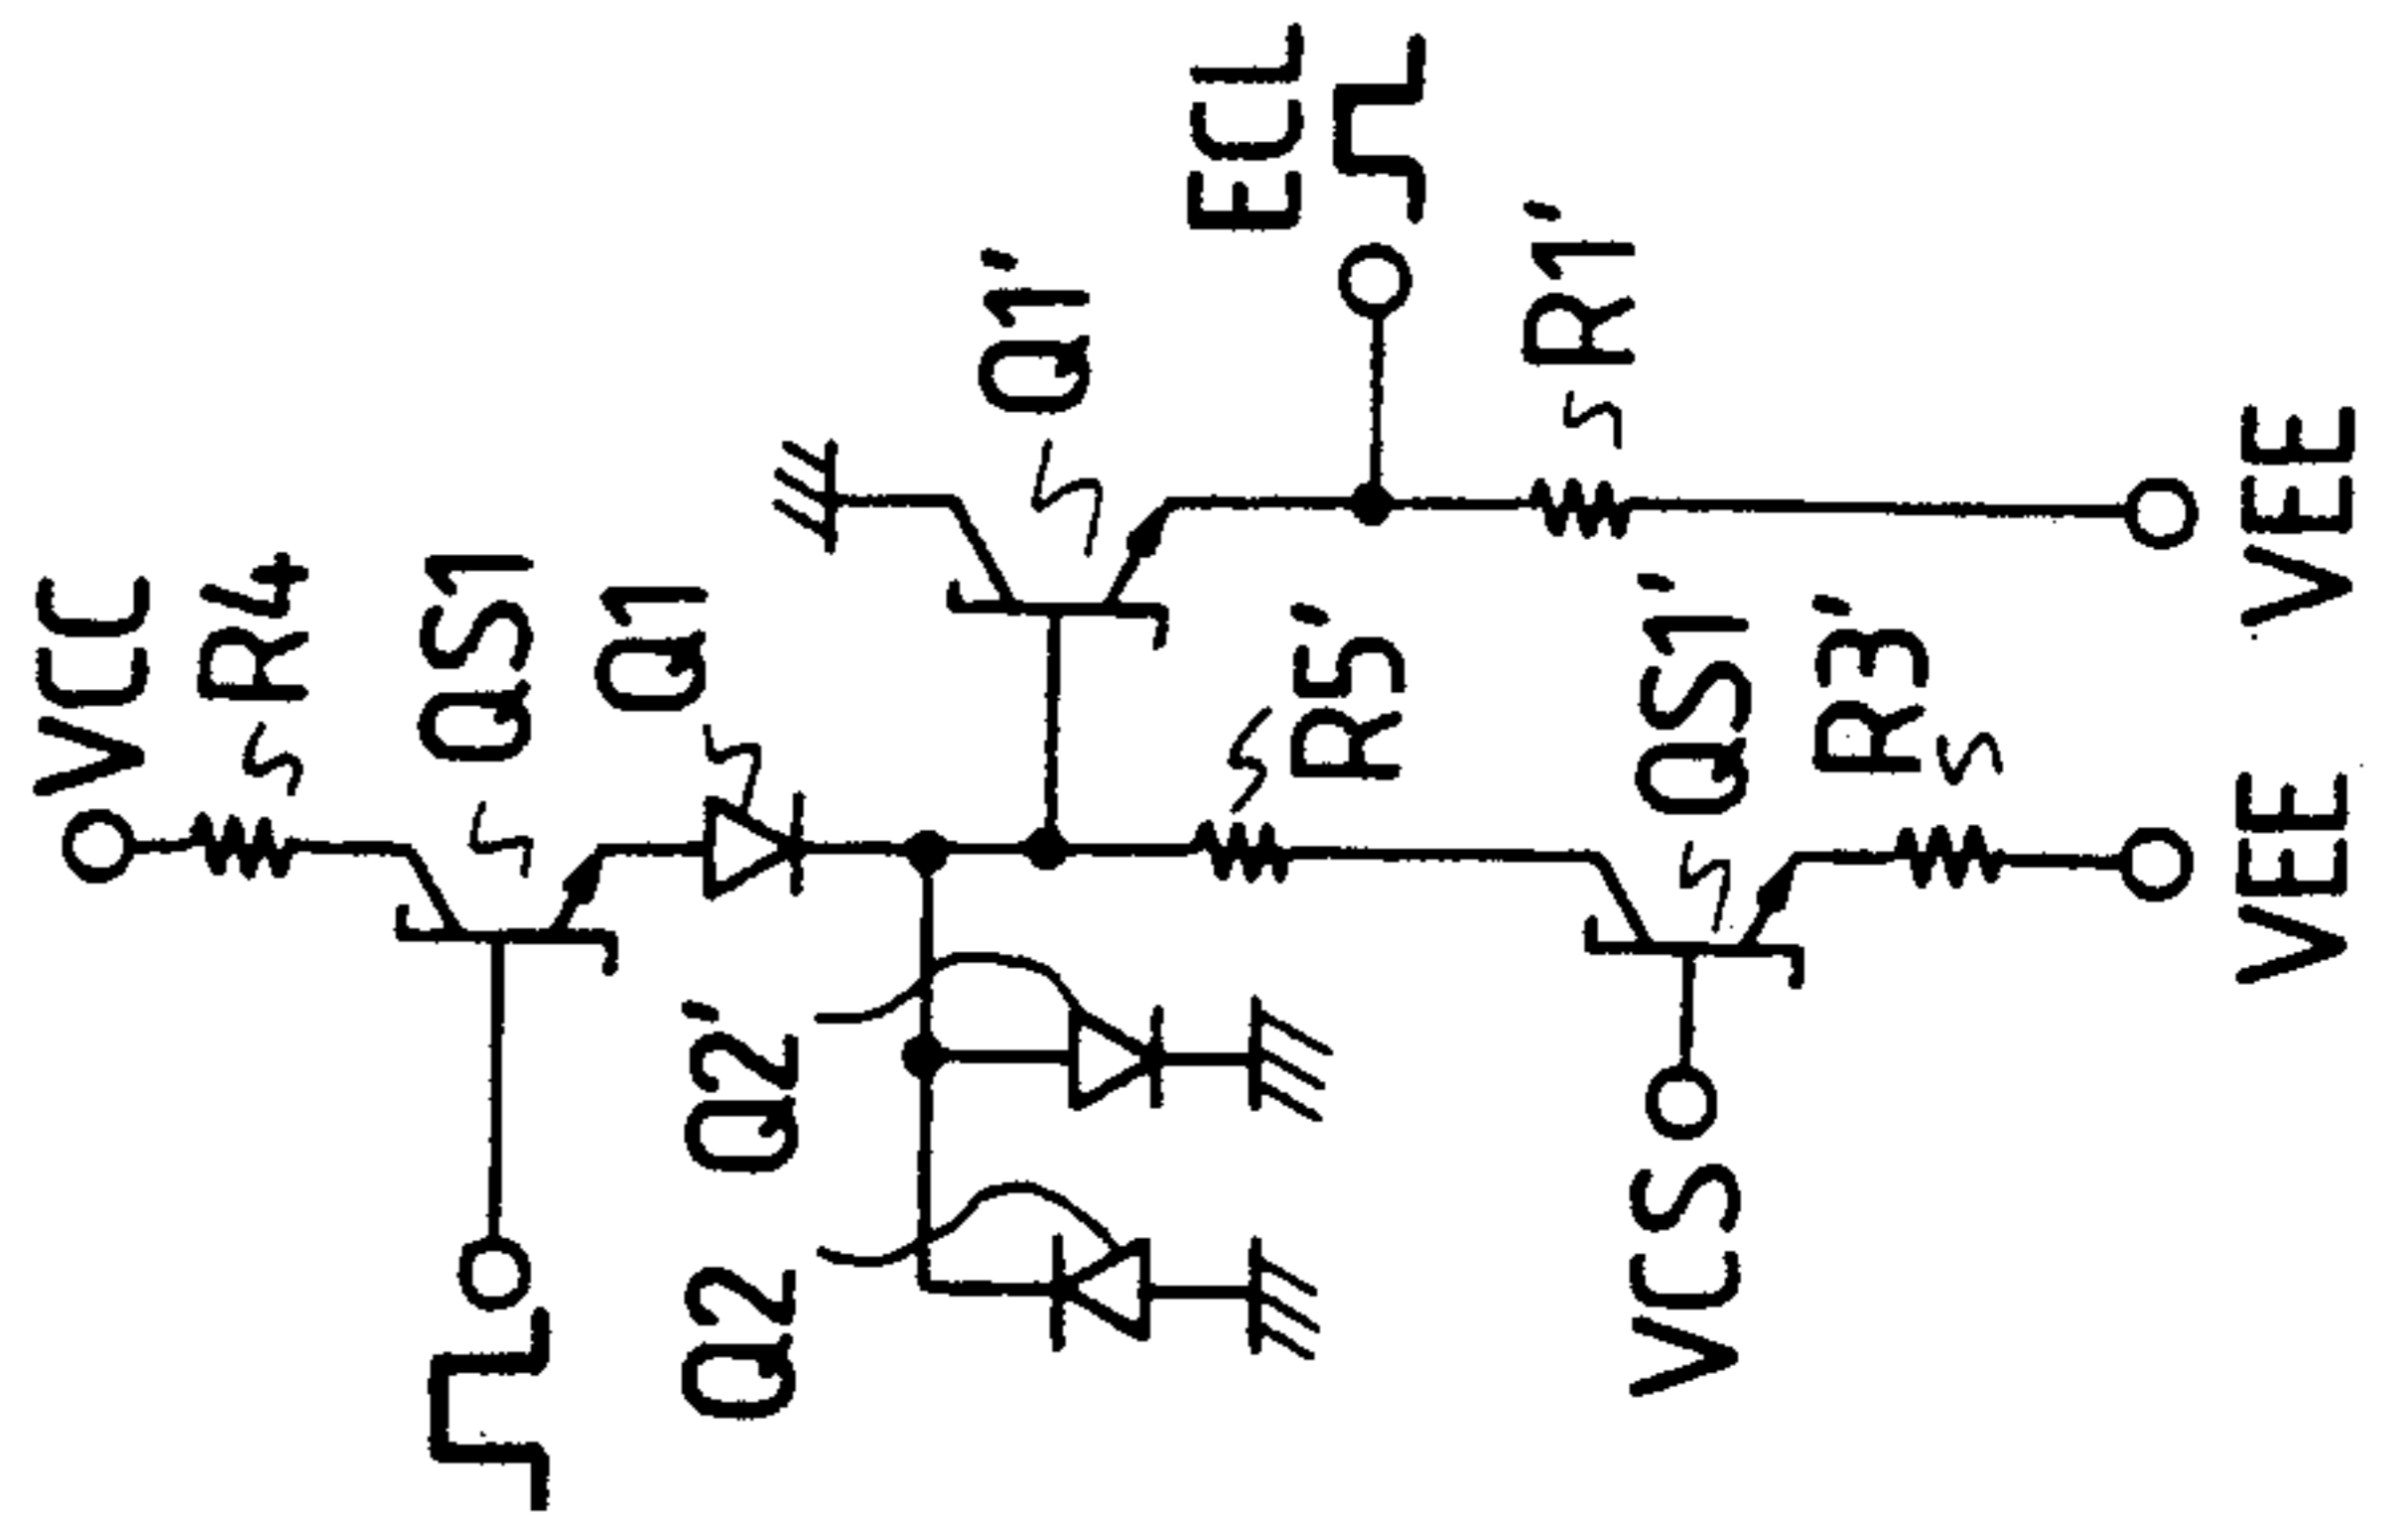 VCC
R4
QS1
Q1
Q2
Q2'
Q1'
ECL
R5'
R1'
VCS
QS1'
R3'
VEE
VEE